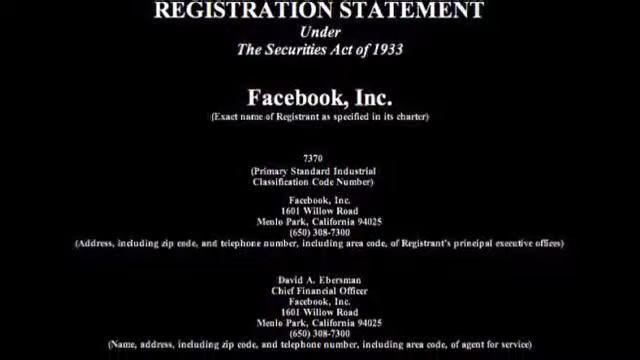 REGISTRATION STATEMENT
Under
The Securities Act of 1933
Facebook, Inc.
(Exact name of Registrant as specified in its charter)
7370
(Primary Standard Industrial
Classification Code Number)
Facebook, Inc.
1601 Willow Road
Menlo Park, California 94025
(650) 308-7300
(Address, including zip code, and telephone number, including area code, of Registrant's principal executive offices)
David A. Ebersman
Chief Financial Officer
Facebook, Inc.
1601 Willow Road
Menlo Park, California 94025
(650) 308-7300
(Name, address, including zip code, and telephone number, including area code, of agent for service)